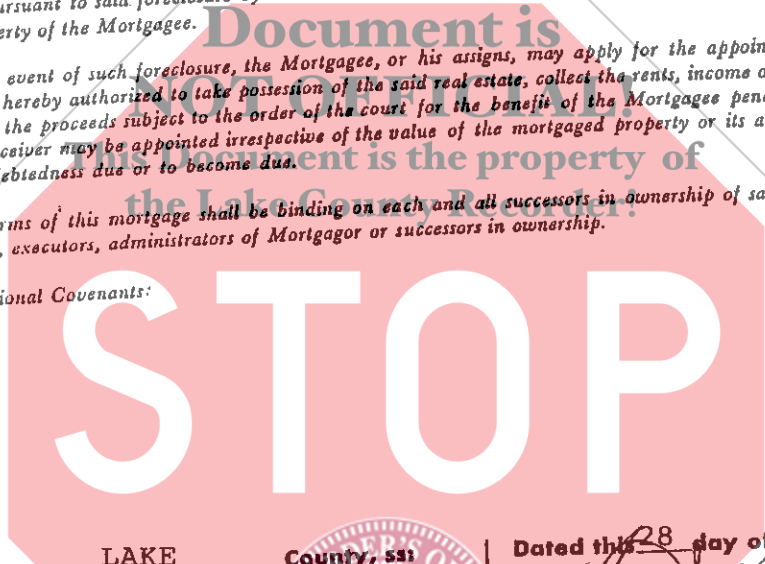 ursuant to said foreclosure by
erty of the Mortgagee.
Document is
event of such foreclosure, the Mortgagee, or his assigns, may apply for the appoin
hereby authorized to take possession of the said real estate, collect the rents, income o
NOT OFFICIAL!
the proceeds subject to the order of the court for the benefit of the Mortgagee pen
ceiver may be appointed irrespective of the value of the mortgaged property or its a
This Document is the property of
ebtedness due or to become due.
the Lake County Recorder!
rms of this mortgage shall be binding on each and all successors in ownership of sa
, executors, administrators of Mortgagor or successors in ownership.
ional Covenants:
STOP
LAKE County, ss:
Dated this 28 day of
DER'S O